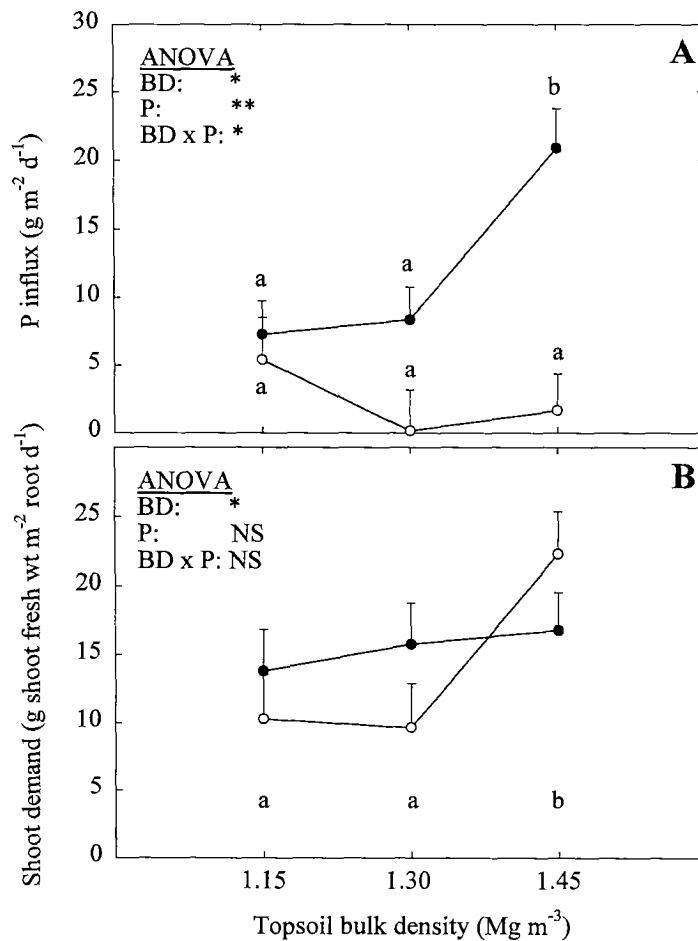 30
25
20
15
10
5
0
P influx (g m⁻² d⁻¹)
ANOVA
BD: *
P: **
BD x P: *
A
b
a
a
a
a
a
25
20
15
10
5
0
Shoot demand (g shoot fresh wt m⁻² root d⁻¹)
ANOVA
BD: *
P: NS
BD x P: NS
B
a
a
b
1.15
1.30
1.45
Topsoil bulk density (Mg m⁻³)